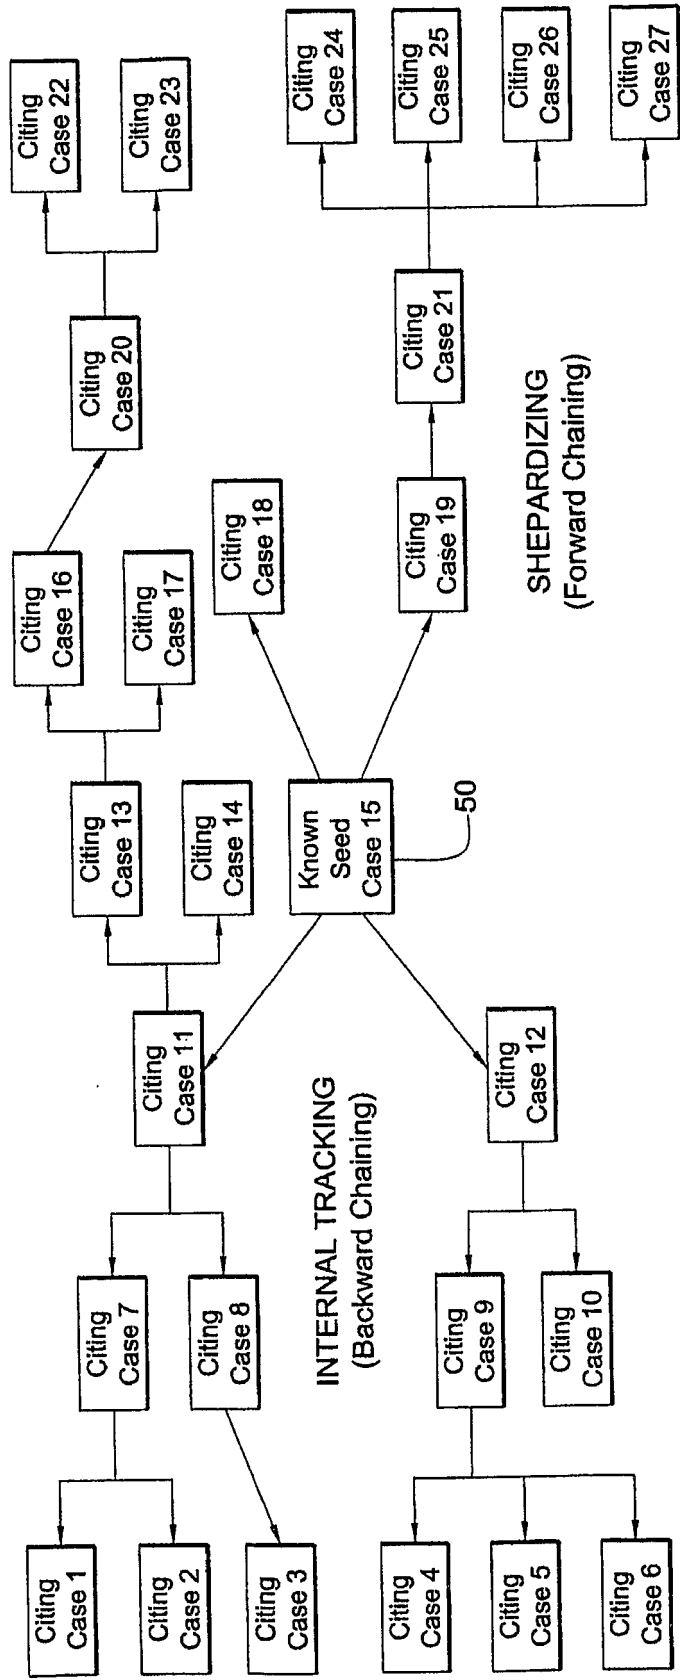 Citing
Case 1
Citing
Case 2
Citing
Case 3
Citing
Case 4
Citing
Case 5
Citing
Case 6
Citing
Case 7
Citing
Case 8
Citing
Case 9
Citing
Case 10
INTERNAL TRACKING
(Backward Chaining)
Citing
Case 11
Citing
Case 12
Citing
Case 13
Citing
Case 14
Known
Seed
Case 15
50
Citing
Case 16
Citing
Case 17
Citing
Case 18
Citing
Case 19
SHEPARDIZING
(Forward Chaining)
Citing
Case 20
Citing
Case 21
Citing
Case 22
Citing
Case 23
Citing
Case 24
Citing
Case 25
Citing
Case 26
Citing
Case 27